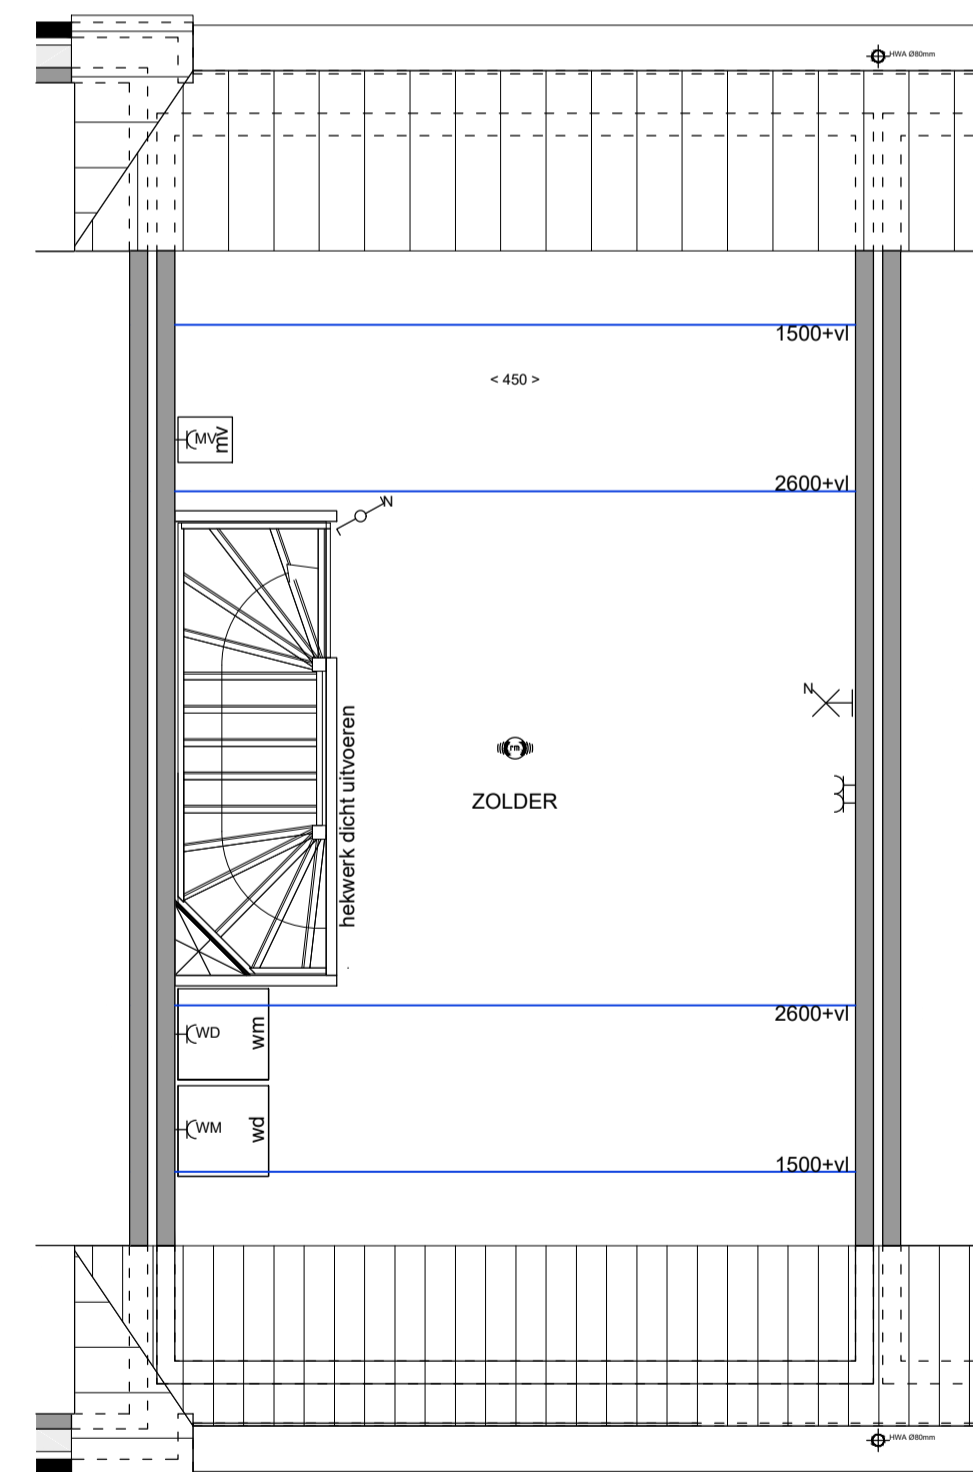 HWA Ø80mm
1500+vl
< 450 >
MV
mv
2600+vl
N
N
rm
ZOLDER
hekwerk dicht uitvoeren
2600+vl
WD
wm
WM
wd
1500+vl
HWA Ø80mm